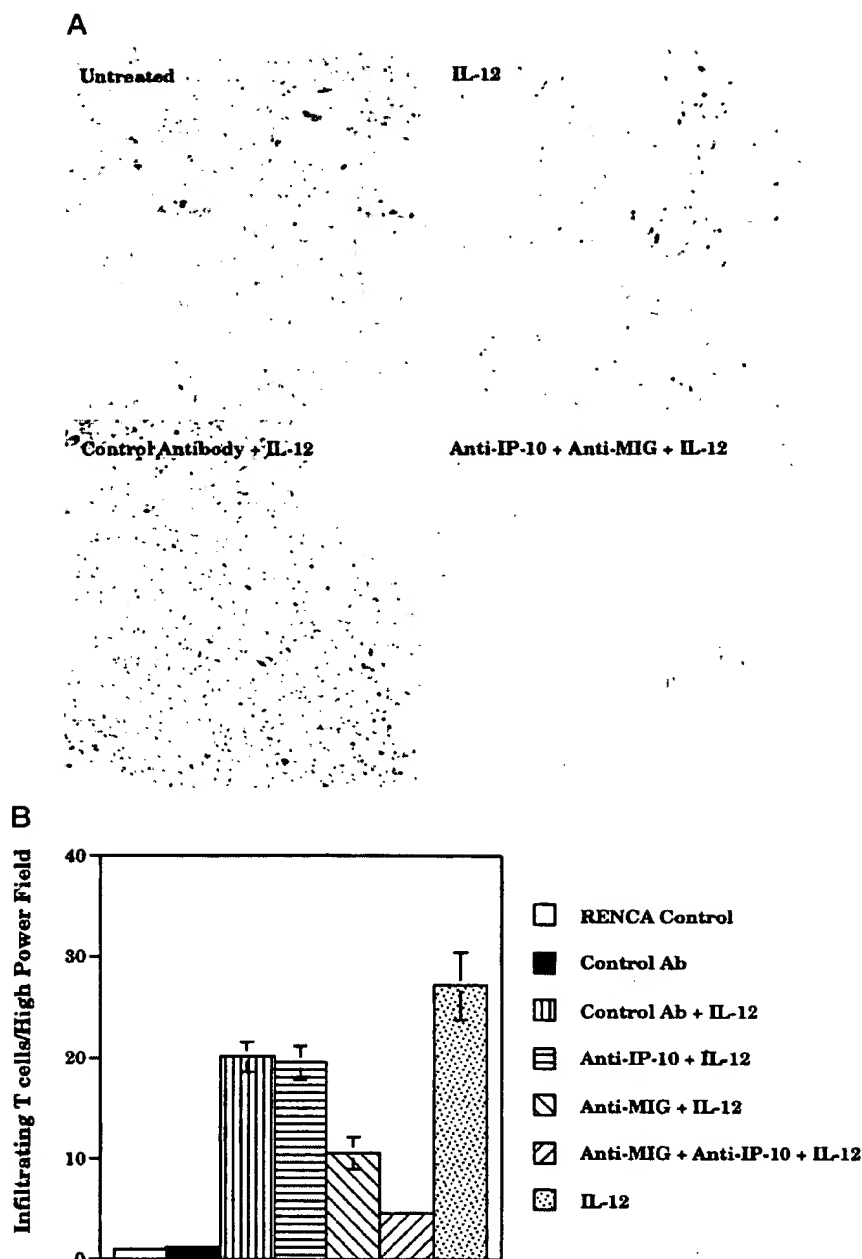 A
Untreated
IL-12
Control Antibody + IL-12
Anti-IP-10 + Anti-MIG + IL-12
B
Infiltrating T cells/High Power Field
40
30
20
10
0
RENCA Control
Control Ab
Control Ab + IL-12
Anti-IP-10 + IL-12
Anti-MIG + IL-12
Anti-MIG + Anti-IP-10 + IL-12
IL-12